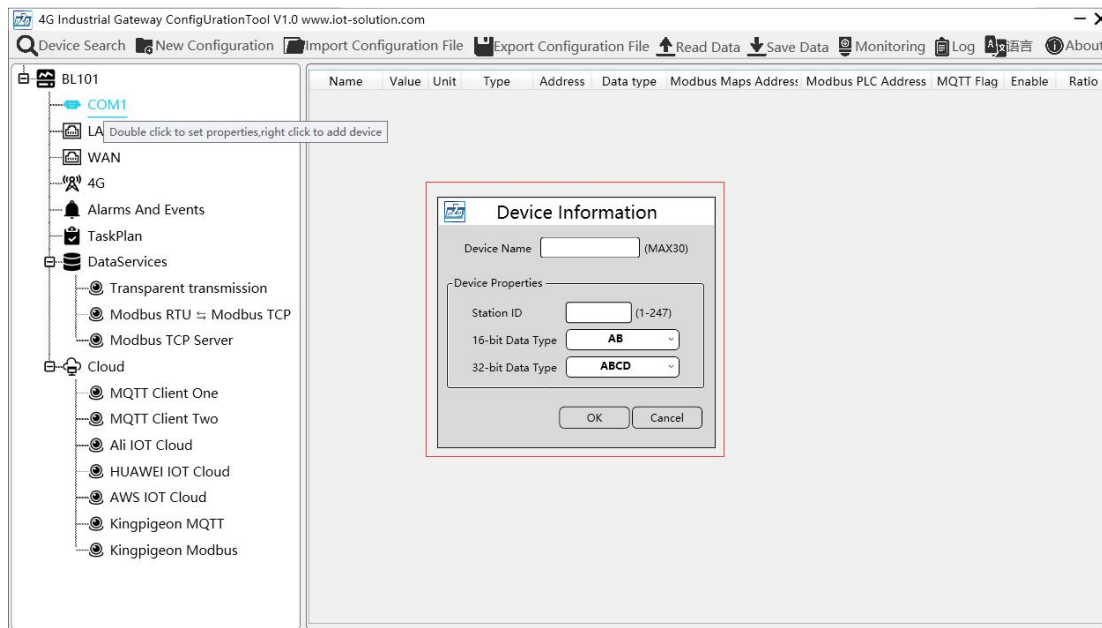 4G Industrial Gateway ConfigUrationTool V1.0 www.iot-solution.com
Device Search New Configuration Import Configuration File Export Configuration File Read Data Save Data Monitoring Log 语言 About
BL101
COM1
LA
Double click to set properties,right click to add device
WAN
4G
Alarms And Events
TaskPlan
DataServices
Transparent transmission
Modbus RTU ⇆ Modbus TCP
Modbus TCP Server
Cloud
MQTT Client One
MQTT Client Two
Ali IOT Cloud
HUAWEI IOT Cloud
AWS IOT Cloud
Kingpigeon MQTT
Kingpigeon Modbus
Name Value Unit Type Address Data type Modbus Maps Address Modbus PLC Address MQTT Flag Enable Ratio
Device Information
Device Name (MAX30)
Device Properties
Station ID (1-247)
16-bit Data Type AB
32-bit Data Type ABCD
OK Cancel